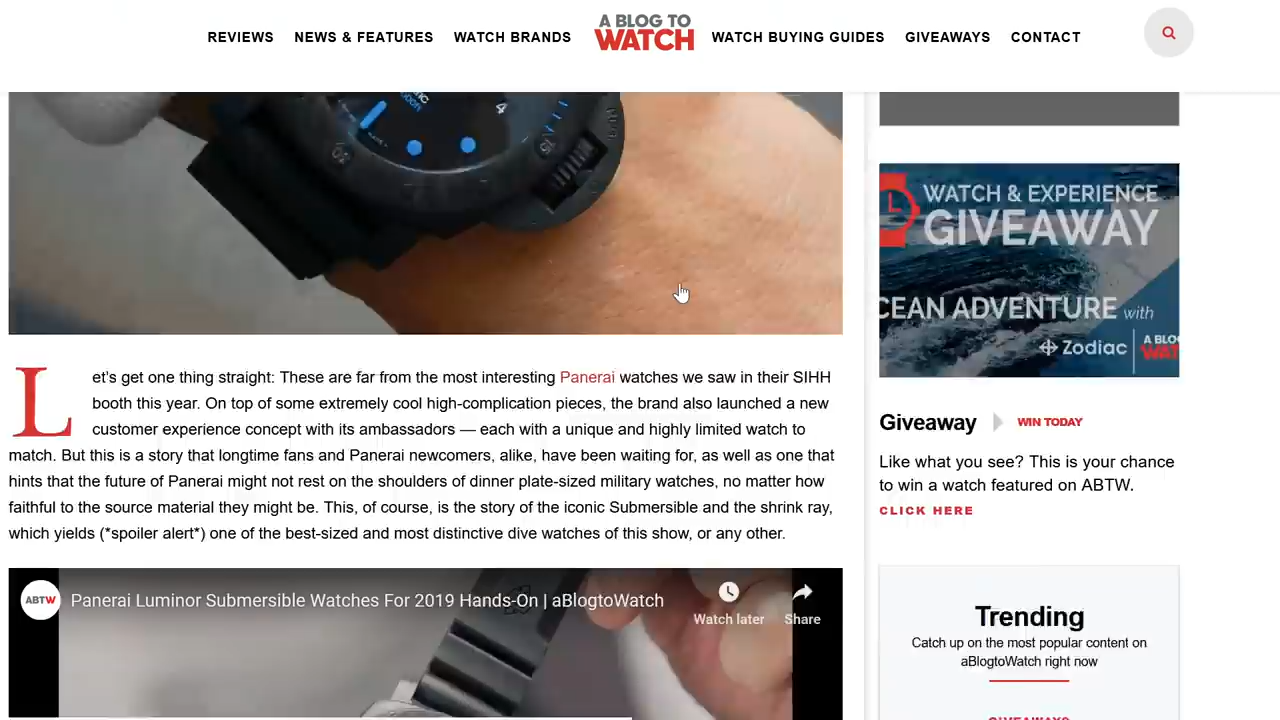 REVIEWS NEWS & FEATURES WATCH BRANDS A BLOG TO WATCH WATCH BUYING GUIDES GIVEAWAYS CONTACT
4
20
15
Let's get one thing straight: These are far from the most interesting Panerai watches we saw in their SIHH
booth this year. On top of some extremely cool high-complication pieces, the brand also launched a new
customer experience concept with its ambassadors — each with a unique and highly limited watch to
match. But this is a story that longtime fans and Panerai newcomers, alike, have been waiting for, as well as one that
hints that the future of Panerai might not rest on the shoulders of dinner plate-sized military watches, no matter how
faithful to the source material they might be. This, of course, is the story of the iconic Submersible and the shrink ray,
which yields (*spoiler alert*) one of the best-sized and most distinctive dive watches of this show, or any other.
ABTW Panerai Luminor Submersible Watches For 2019 Hands-On | aBlogtoWatch
Watch later Share
WATCH & EXPERIENCE
GIVEAWAY
CEAN ADVENTURE with
Zodiac A BLO WAT
Giveaway WIN TODAY
Like what you see? This is your chance
to win a watch featured on ABTW.
CLICK HERE
Trending
Catch up on the most popular content on
aBlogtoWatch right now
GIVEAWAYS